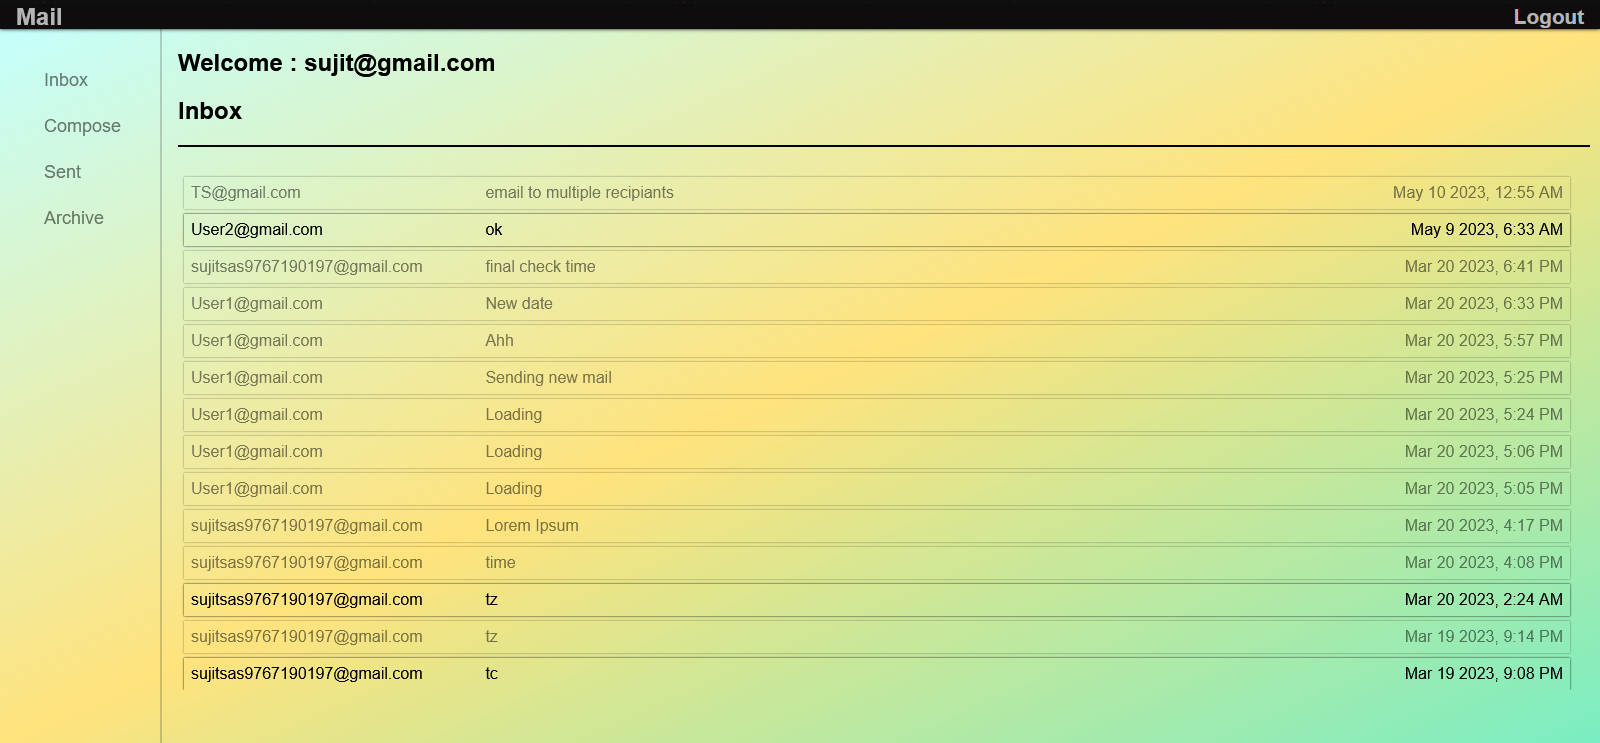 Mail Logout
Welcome : sujit@gmail.com
Inbox
Inbox
Compose
Sent
Archive
TS@gmail.com email to multiple recipiants May 10 2023, 12:55 AM
User2@gmail.com ok May 9 2023, 6:33 AM
sujitsas9767190197@gmail.com final check time Mar 20 2023, 6:41 PM
User1@gmail.com New date Mar 20 2023, 6:33 PM
User1@gmail.com Ahh Mar 20 2023, 5:57 PM
User1@gmail.com Sending new mail Mar 20 2023, 5:25 PM
User1@gmail.com Loading Mar 20 2023, 5:24 PM
User1@gmail.com Loading Mar 20 2023, 5:06 PM
User1@gmail.com Loading Mar 20 2023, 5:05 PM
sujitsas9767190197@gmail.com Lorem Ipsum Mar 20 2023, 4:17 PM
sujitsas9767190197@gmail.com time Mar 20 2023, 4:08 PM
sujitsas9767190197@gmail.com tz Mar 20 2023, 2:24 AM
sujitsas9767190197@gmail.com tz Mar 19 2023, 9:14 PM
sujitsas9767190197@gmail.com tc Mar 19 2023, 9:08 PM